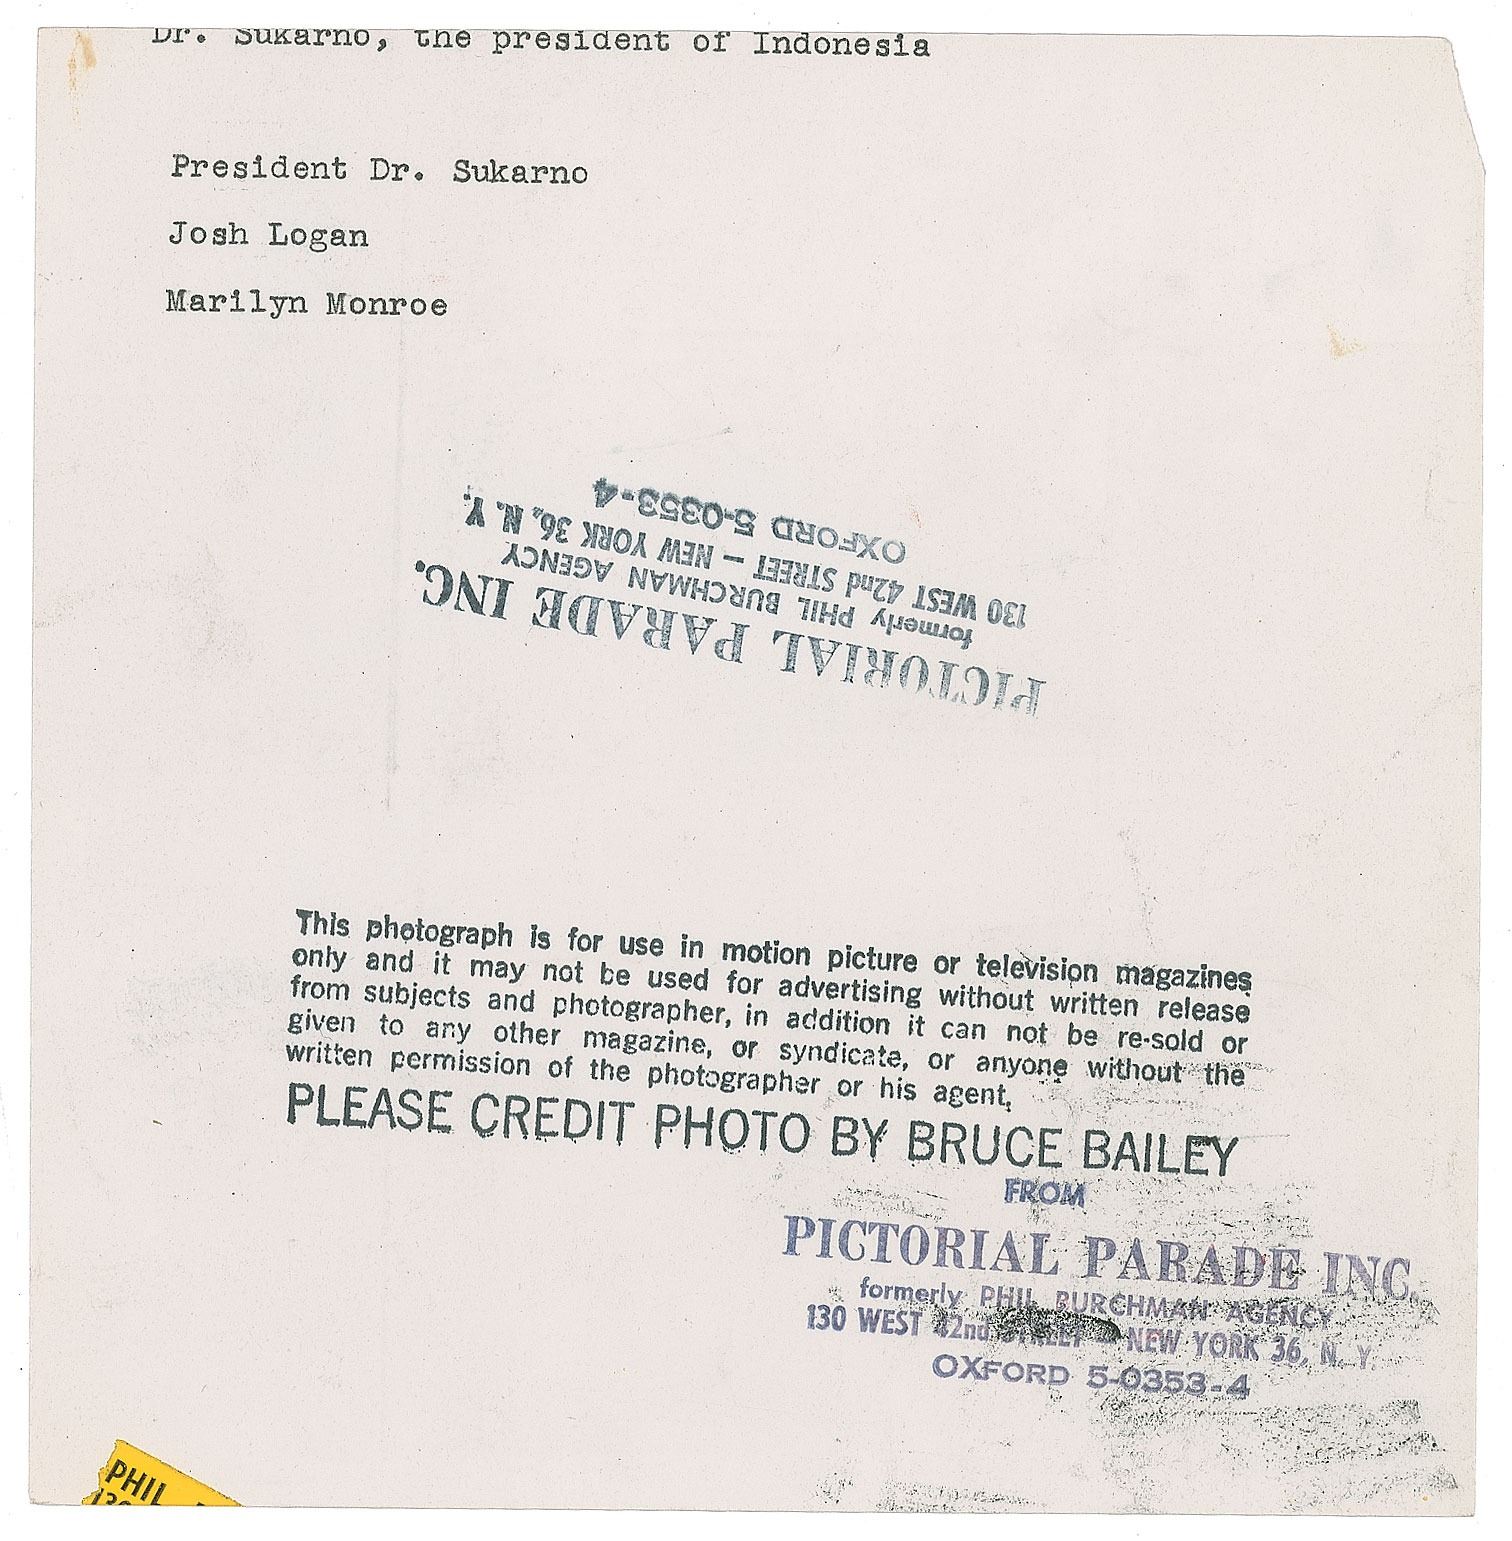 Dr. Sukarno, the president of Indonesia
President Dr. Sukarno
Josh Logan
Marilyn Monroe
PICTORIAL PARADE INC.
formerly PHIL BURCHMAN AGENCY
130 WEST 42nd STREET — NEW YORK 36, N. Y.
OXFORD 5-0353-4
This photograph is for use in motion picture or television magazines
only and it may not be used for advertising without written release
from subjects and photographer, in addition it can not be re-sold or
given to any other magazine, or syndicate, or anyone without the
written permission of the photographer or his agent.
PLEASE CREDIT PHOTO BY BRUCE BAILEY
FROM
PICTORIAL PARADE INC.
formerly PHIL BURCHMAN AGENCY
130 WEST 42nd STREET — NEW YORK 36, N. Y.
OXFORD 5-0353-4
PHIL
130